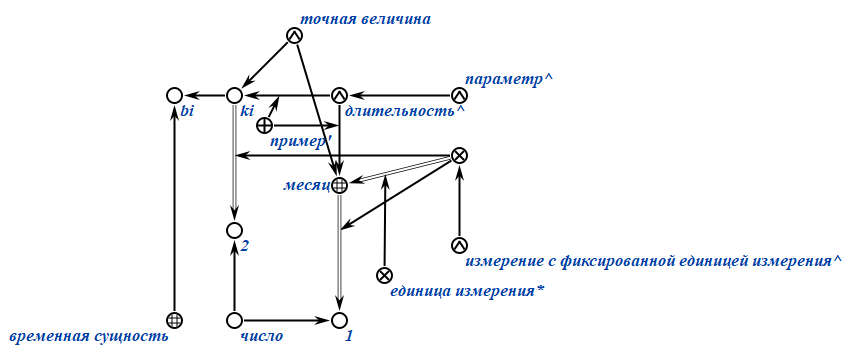 точная величина
параметр^
bi
ki
длительность^
пример'
месяц
2
измерение с фиксированной единицей измерения^
единица измерения*
временная сущность
число
1